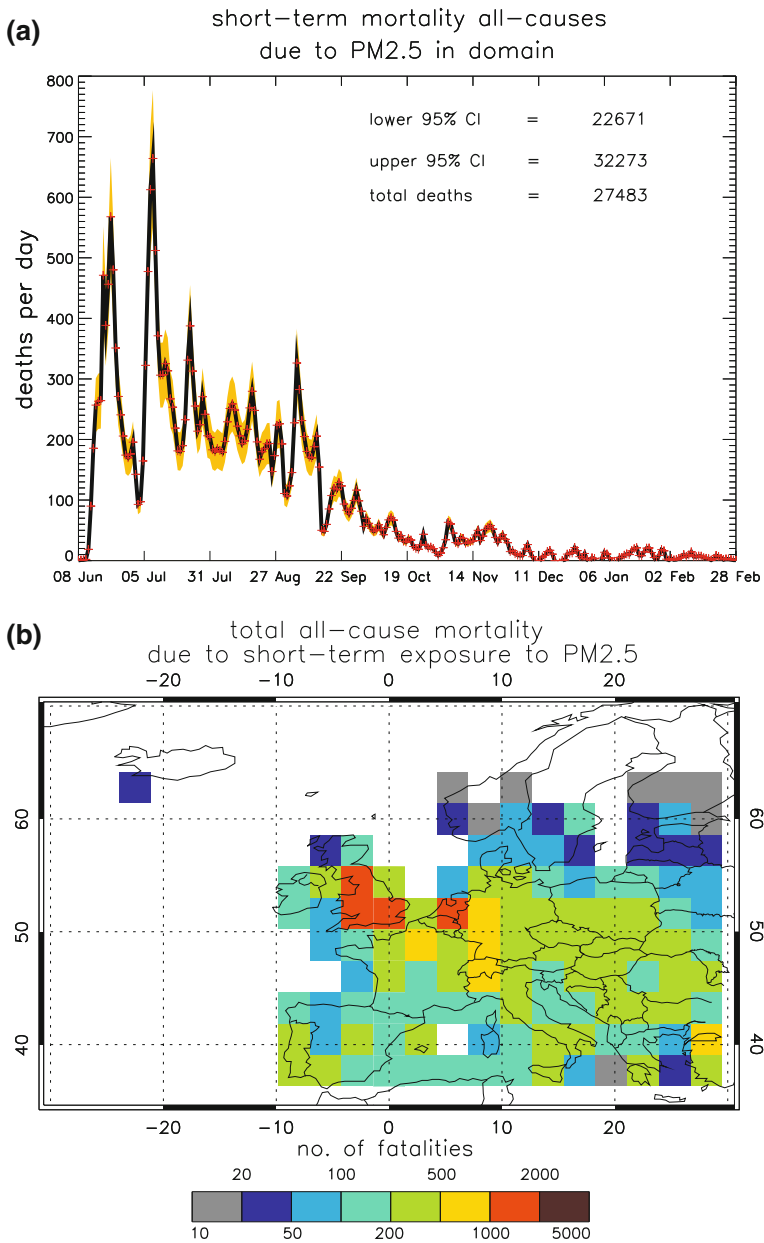 (a)
short-term mortality all-causes
due to PM2.5 in domain
lower 95% CI = 22671
upper 95% CI = 32273
total deaths = 27483
deaths per day
800
700
600
500
400
300
200
100
0
08 Jun 05 Jul 31 Jul 27 Aug 22 Sep 19 Oct 14 Nov 11 Dec 06 Jan 02 Feb 28 Feb
(b)
total all-cause mortality
due to short-term exposure to PM2.5
-20 -10 0 10 20
60 60
50 50
40 40
-20 -10 0 10 20
no. of fatalities
20 100 500 2000
10 50 200 1000 5000